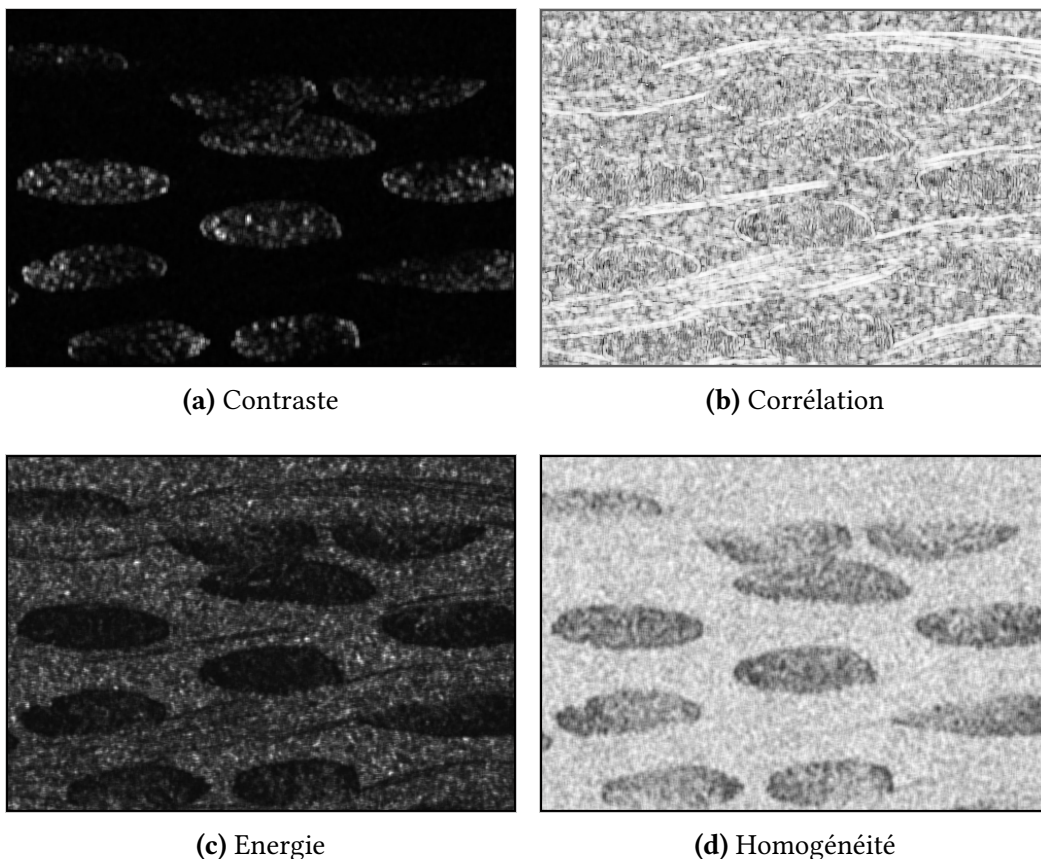 (a) Contraste
(b) Corrélation
(c) Energie
(d) Homogénéité